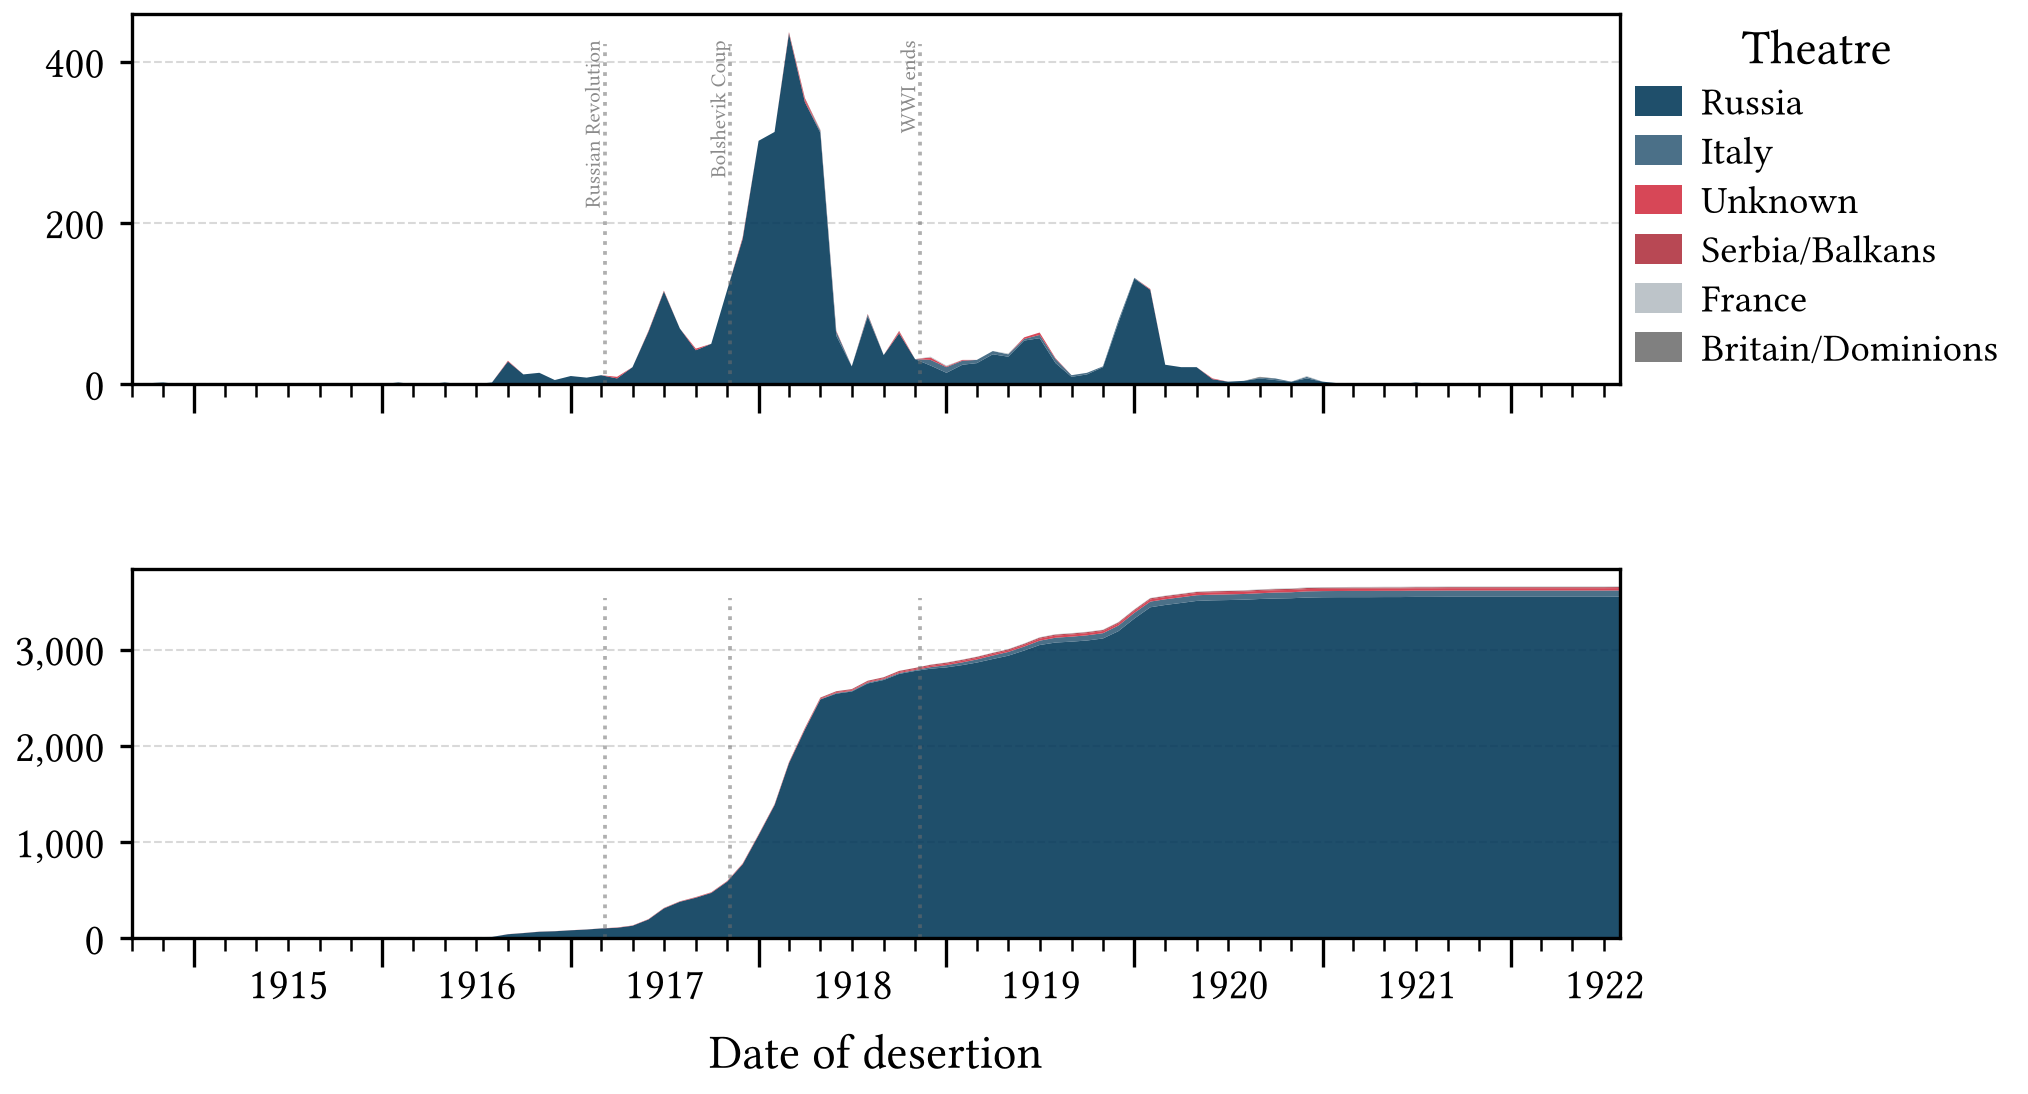 400
200
0
Russian Revolution
Bolshevik Coup
WWI ends
Theatre
Russia
Italy
Unknown
Serbia/Balkans
France
Britain/Dominions
3,000
2,000
1,000
0
1915 1916 1917 1918 1919 1920 1921 1922
Date of desertion